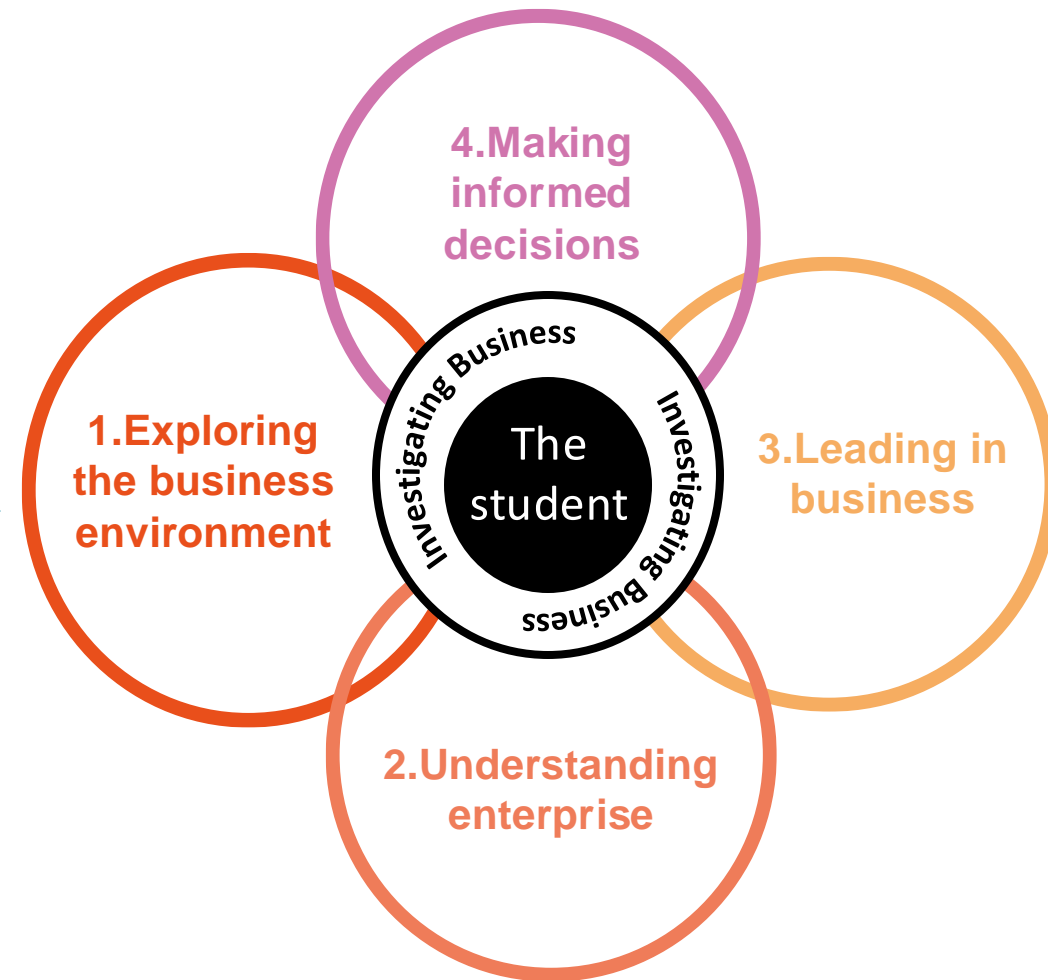 4.Making
informed
decisions
1.Exploring
the business
environment
Investigating Business
The
student
Investigating Business
3.Leading in
business
2.Understanding
enterprise